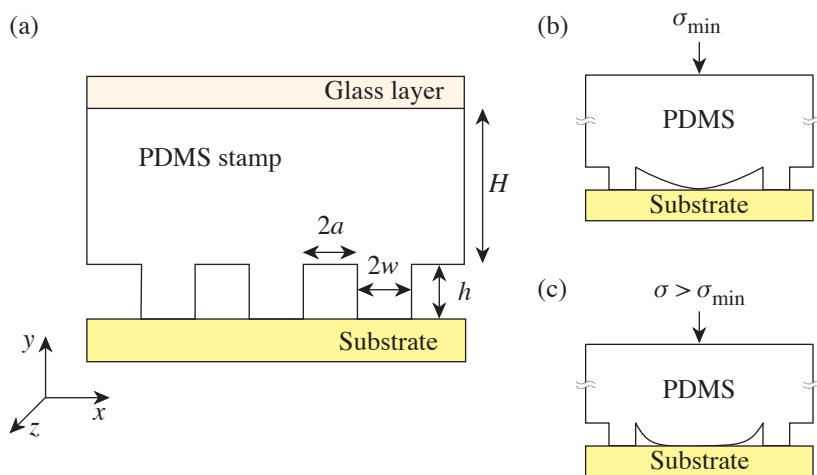 (a)
Glass layer
PDMS stamp
H
2a
2w
h
Substrate
y
x
z
(b)
σmin
PDMS
Substrate
(c)
σ > σmin
PDMS
Substrate